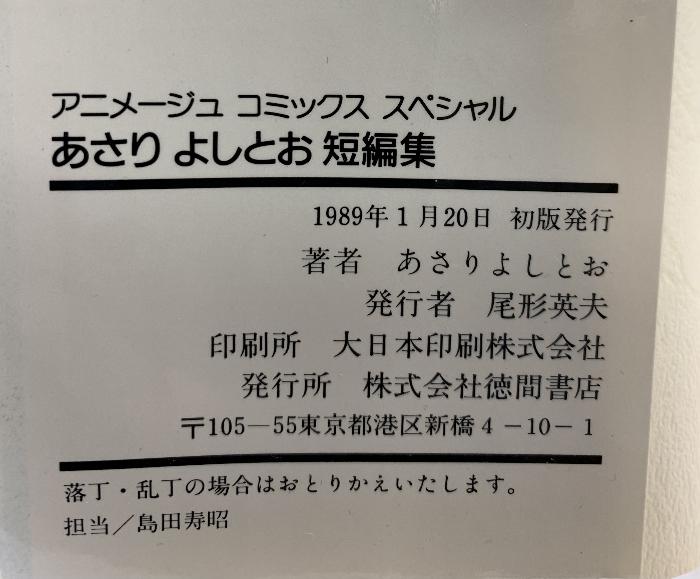 アニメージュ コミックス スペシャル
あさり よしとお 短編集
1989年1月20日 初版発行
著者 あさりよしとお
発行者 尾形英夫
印刷所 大日本印刷株式会社
発行所 株式会社徳間書店
〒105―55東京都港区新橋4－10－1
落丁・乱丁の場合はおとりかえいたします。
担当／島田寿昭